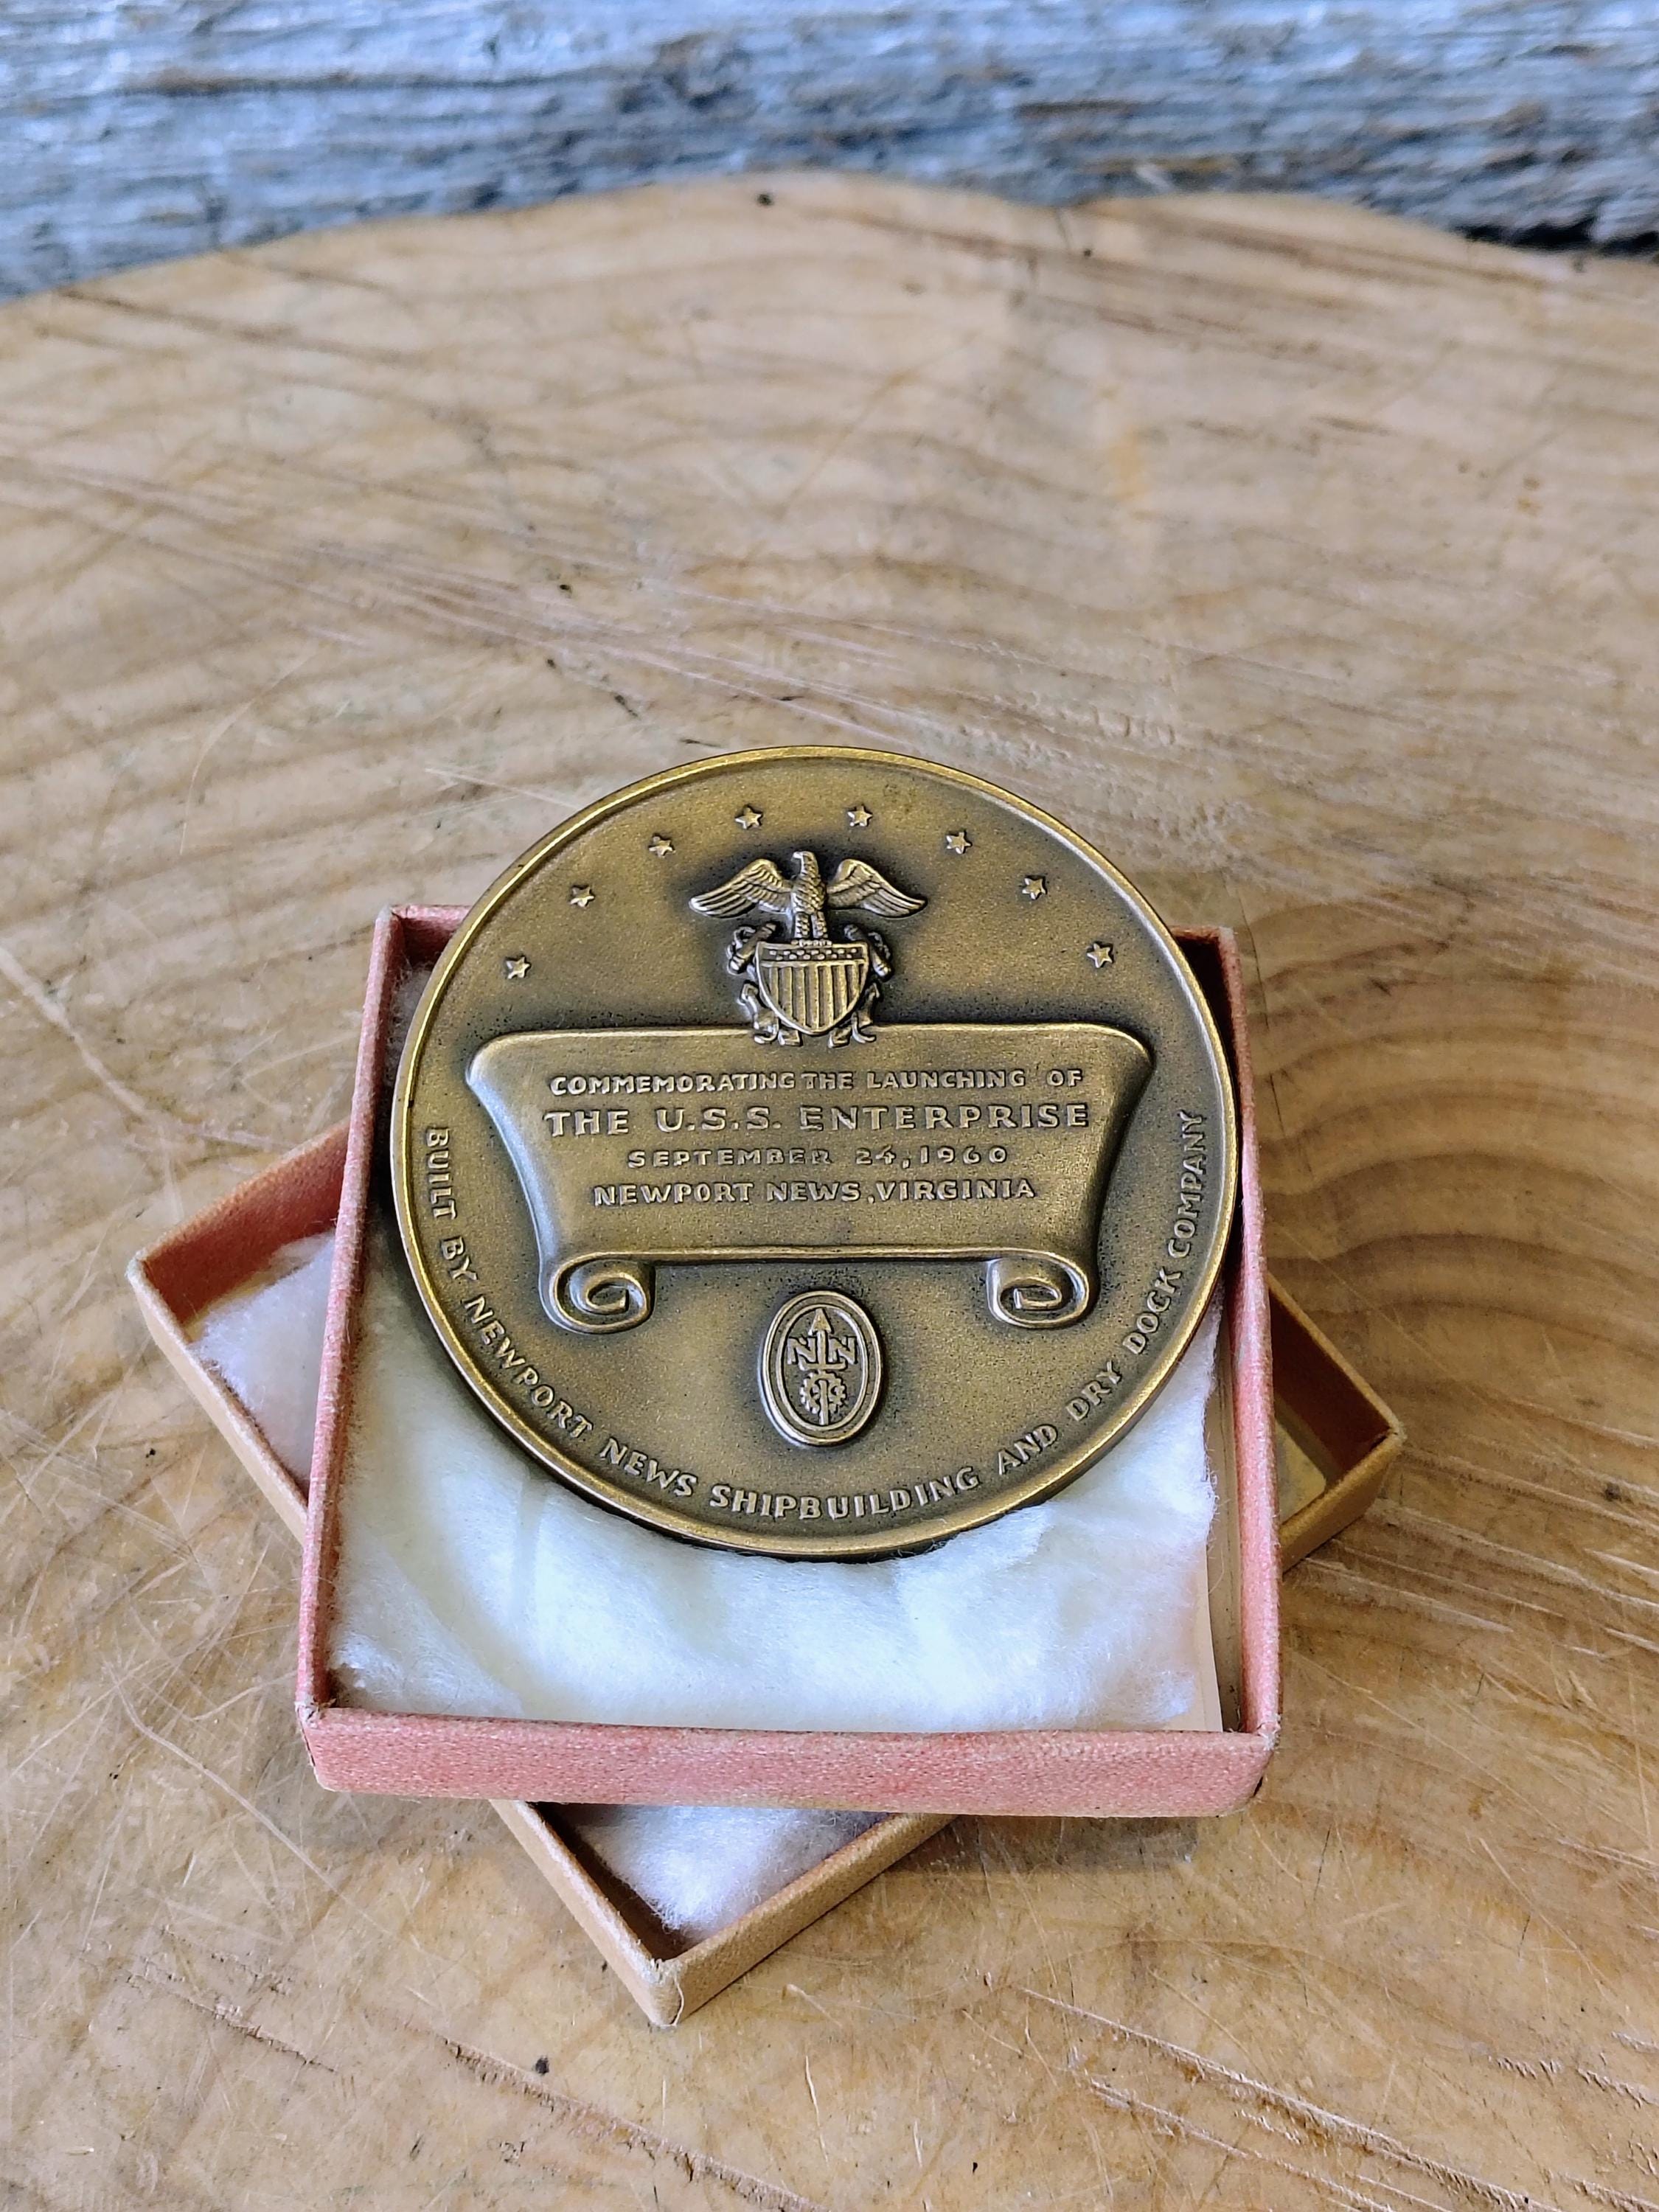 COMMEMORATING THE LAUNCHING OF
THE U.S.S. ENTERPRISE
SEPTEMBER 24, 1960
NEWPORT NEWS, VIRGINIA
NN
BUILT BY NEWPORT NEWS SHIPBUILDING AND DRY DOCK COMPANY